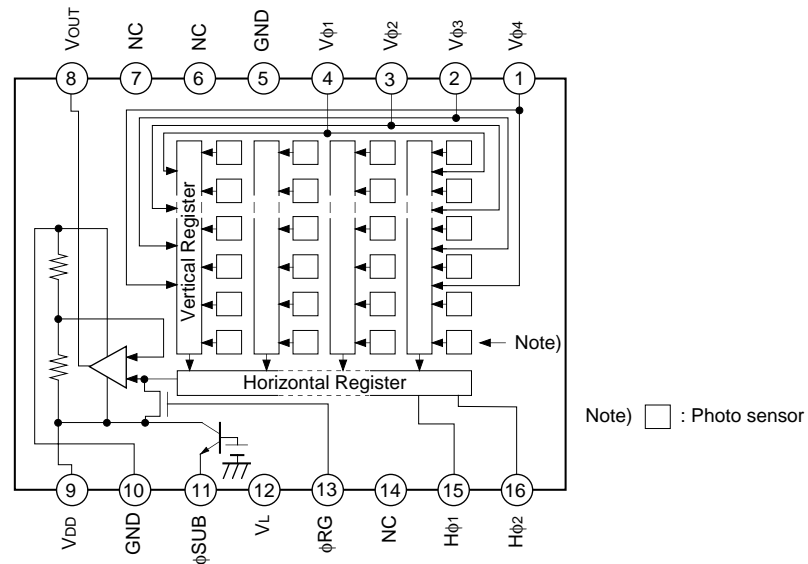 VOUT NC NC GND Vϕ1 Vϕ2 Vϕ3 Vϕ4
8 7 6 5 4 3 2 1
Vertical Register
Note)
Horizontal Register
Note) : Photo sensor
9 10 11 12 13 14 15 16
VDD GND ϕSUB VL ϕRG NC Hϕ1 Hϕ2